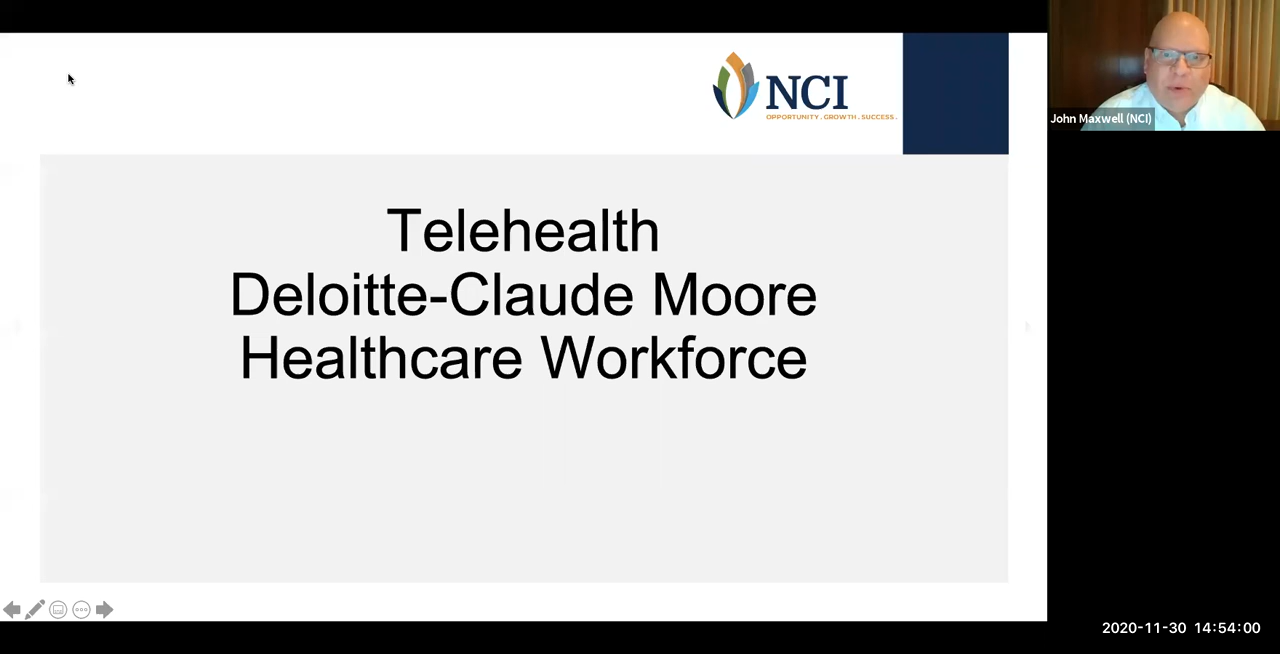 NCI
OPPORTUNITY . GROWTH . SUCCESS .
John Maxwell (NCI)
Telehealth
Deloitte-Claude Moore
Healthcare Workforce
2020-11-30 14:54:00